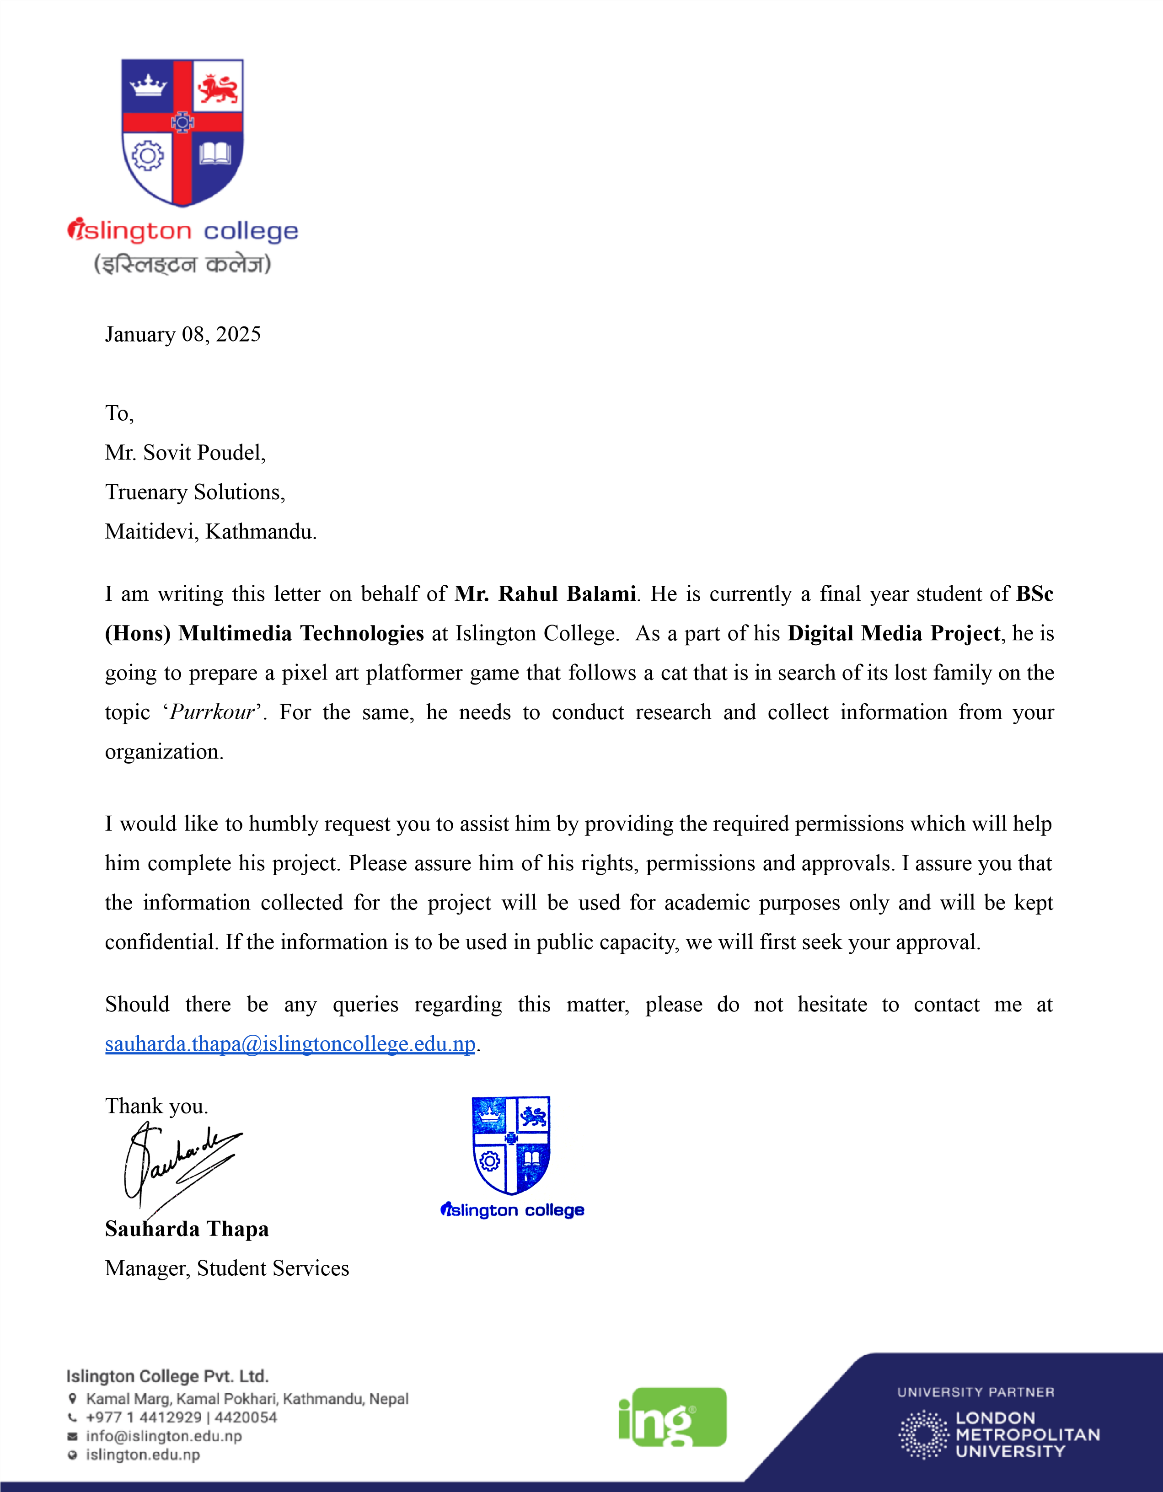 islington college
(इस्लिङ्टन कलेज)
January 08, 2025
To,
Mr. Sovit Poudel,
Truenary Solutions,
Maitidevi, Kathmandu.
I am writing this letter on behalf of Mr. Rahul Balami. He is currently a final year student of BSc
(Hons) Multimedia Technologies at Islington College.  As a part of his Digital Media Project, he is
going to prepare a pixel art platformer game that follows a cat that is in search of its lost family on the
topic ‘Purrkour’. For the same, he needs to conduct research and collect information from your
organization.
I would like to humbly request you to assist him by providing the required permissions which will help
him complete his project. Please assure him of his rights, permissions and approvals. I assure you that
the information collected for the project will be used for academic purposes only and will be kept
confidential. If the information is to be used in public capacity, we will first seek your approval.
Should there be any queries regarding this matter, please do not hesitate to contact me at
sauharda.thapa@islingtoncollege.edu.np.
Thank you.
Sauharda
islington college
Sauharda Thapa
Manager, Student Services
Islington College Pvt. Ltd.
Kamal Marg, Kamal Pokhari, Kathmandu, Nepal
+977 1 4412929 | 4420054
info@islington.edu.np
islington.edu.np
ing®
UNIVERSITY PARTNER
LONDON
METROPOLITAN
UNIVERSITY